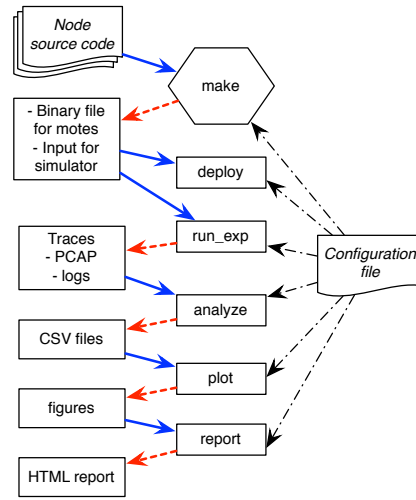 Node
source code
make
- Binary file
for motes
- Input for
simulator
deploy
run_exp
Traces
- PCAP
- logs
Configuration
file
analyze
CSV files
plot
figures
report
HTML report